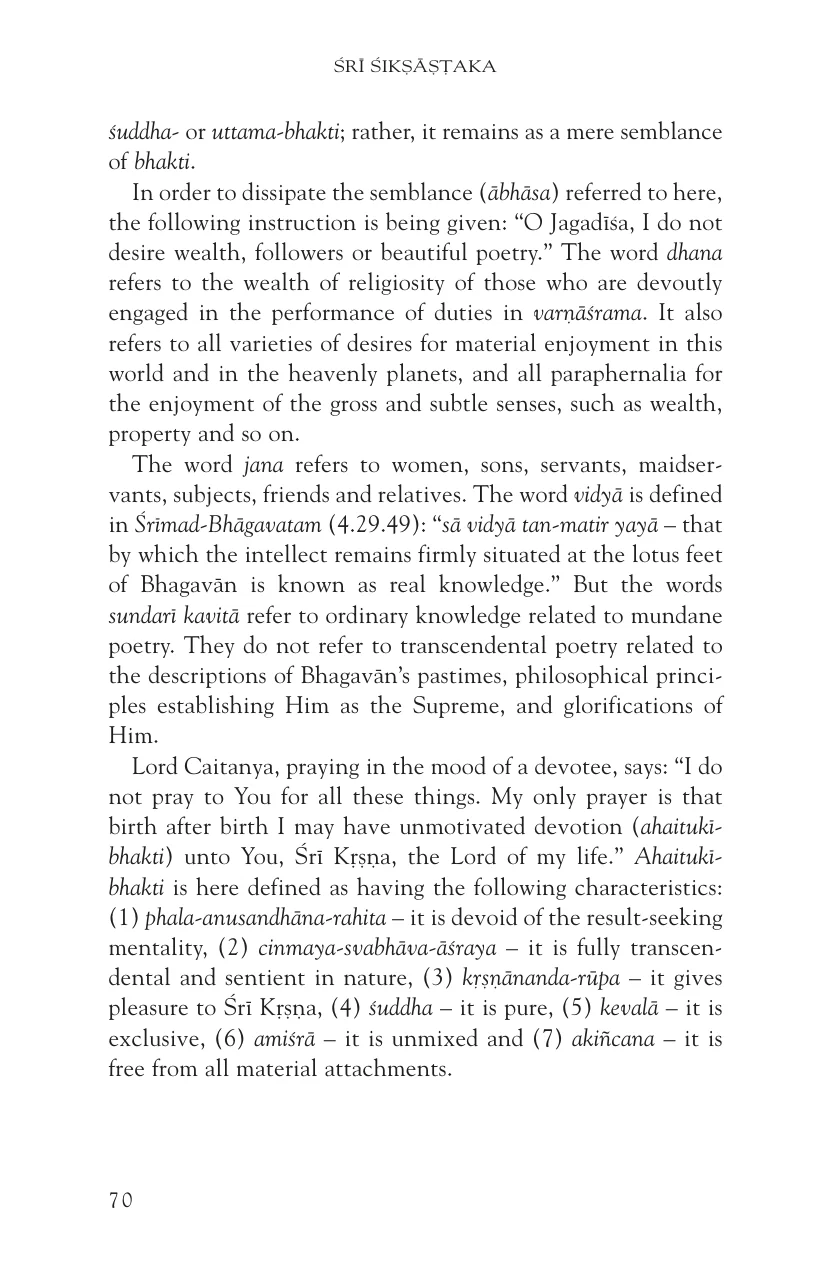 ŚRĪ ŚIKṢĀṢṬAKA
śuddha- or uttama-bhakti; rather, it remains as a mere semblance
of bhakti.
In order to dissipate the semblance (ābhāsa) referred to here,
the following instruction is being given: “O Jagadīśa, I do not
desire wealth, followers or beautiful poetry.” The word dhana
refers to the wealth of religiosity of those who are devoutly
engaged in the performance of duties in varṇāśrama. It also
refers to all varieties of desires for material enjoyment in this
world and in the heavenly planets, and all paraphernalia for
the enjoyment of the gross and subtle senses, such as wealth,
property and so on.
The word jana refers to women, sons, servants, maidser-
vants, subjects, friends and relatives. The word vidyā is defined
in Śrīmad-Bhāgavatam (4.29.49): “sā vidyā tan-matir yayā – that
by which the intellect remains firmly situated at the lotus feet
of Bhagavān is known as real knowledge.” But the words
sundarī kavitā refer to ordinary knowledge related to mundane
poetry. They do not refer to transcendental poetry related to
the descriptions of Bhagavān’s pastimes, philosophical princi-
ples establishing Him as the Supreme, and glorifications of
Him.
Lord Caitanya, praying in the mood of a devotee, says: “I do
not pray to You for all these things. My only prayer is that
birth after birth I may have unmotivated devotion (ahaitukī-
bhakti) unto You, Śrī Kṛṣṇa, the Lord of my life.” Ahaitukī-
bhakti is here defined as having the following characteristics:
(1) phala-anusandhāna-rahita – it is devoid of the result-seeking
mentality, (2) cinmaya-svabhāva-āśraya – it is fully transcen-
dental and sentient in nature, (3) kṛṣṇānanda-rūpa – it gives
pleasure to Śrī Kṛṣṇa, (4) śuddha – it is pure, (5) kevalā – it is
exclusive, (6) amiśrā – it is unmixed and (7) akiñcana – it is
free from all material attachments.
70